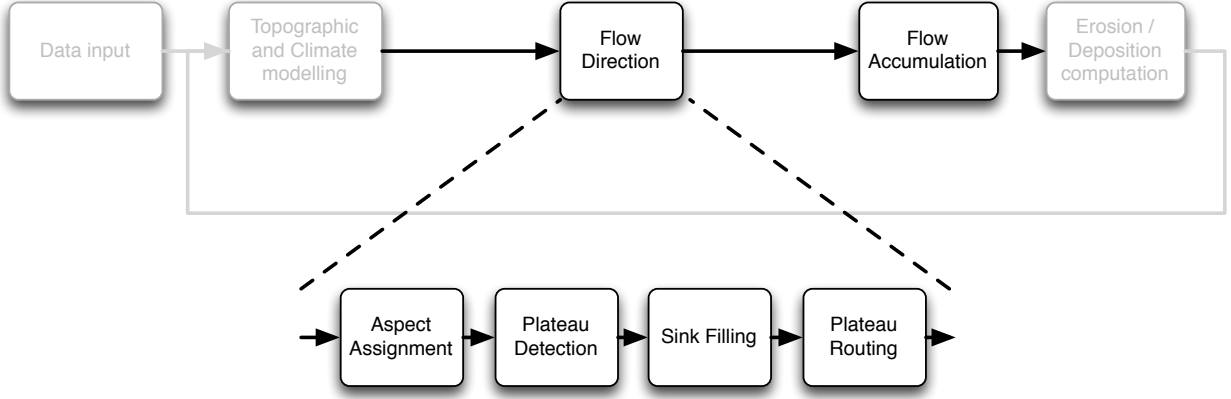 Data input
Topographic
and Climate
modelling
Flow
Direction
Flow
Accumulation
Erosion /
Deposition
computation
Aspect
Assignment
Plateau
Detection
Sink Filling
Plateau
Routing